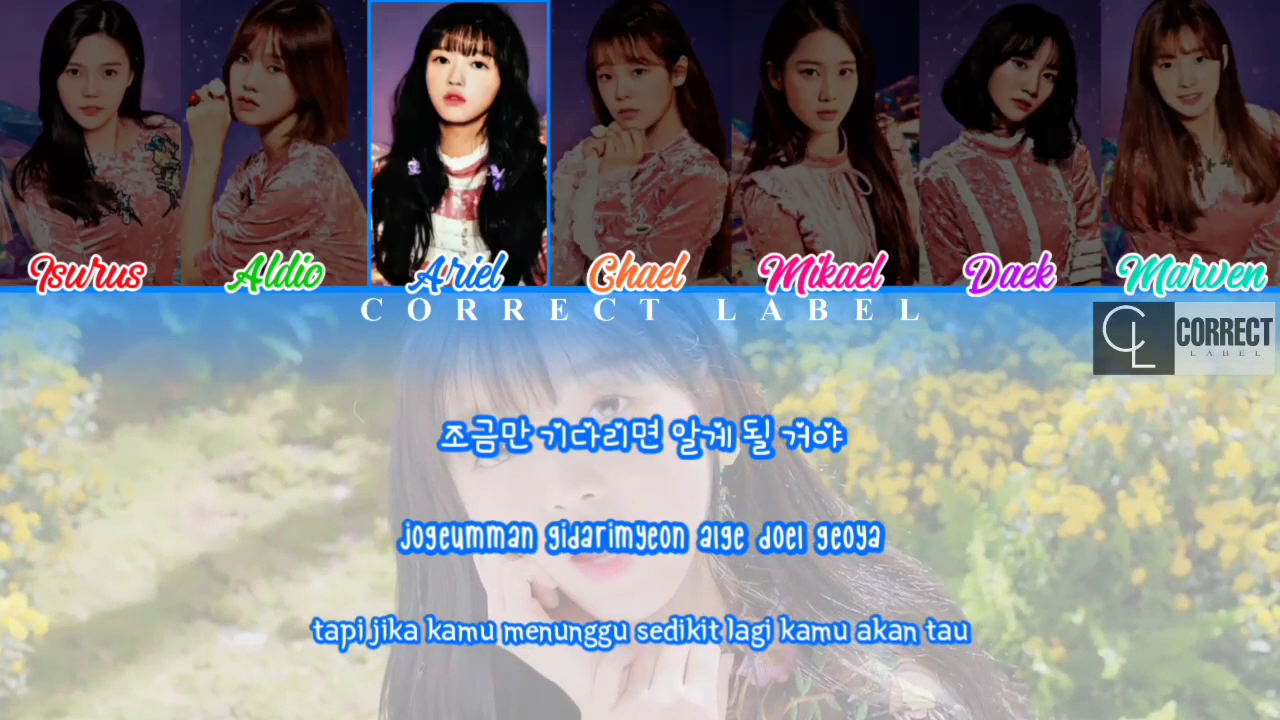 Isurus
Aldio
Ariel
Chael
Mikael
Daek
Marven
CORRECT LABEL
CL
CORRECT
LABEL
조금만 기다리면 알게 될 거야
jogeumman gidarimyeon alge doel geoya
tapi jika kamu menunggu sedikit lagi kamu akan tau